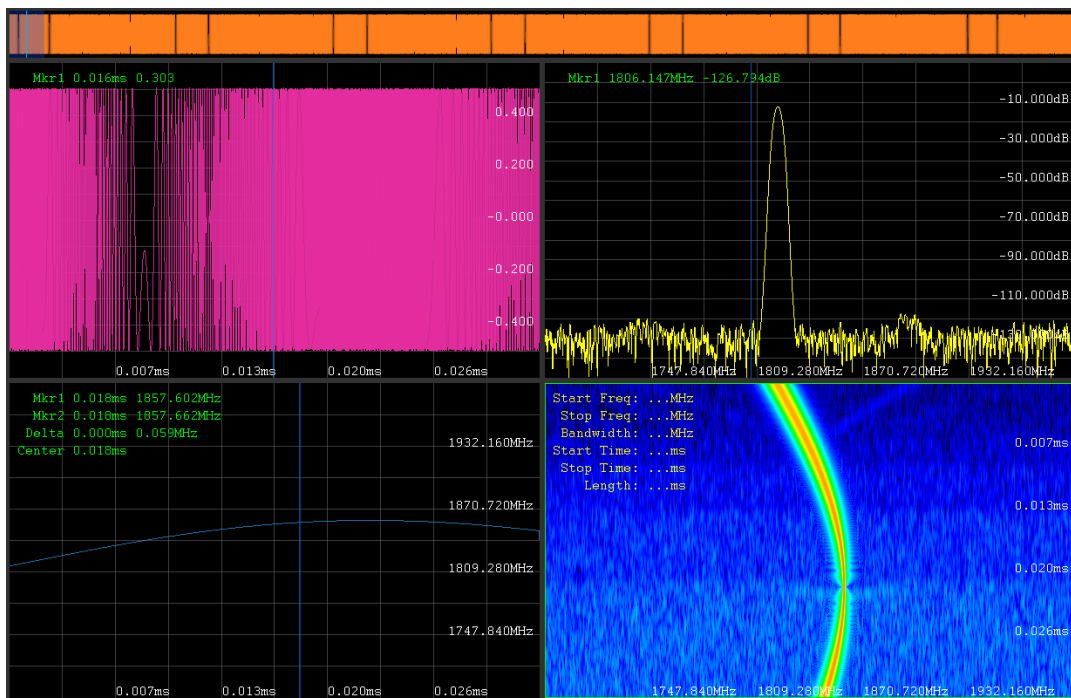 Mkr1 0.016ms 0.303
0.400
0.200
-0.000
-0.200
-0.400
0.007ms 0.013ms 0.020ms 0.026ms
Mkr1 1806.147MHz -126.794dB
-10.000dB
-30.000dB
-50.000dB
-70.000dB
-90.000dB
-110.000dB
1747.840MHz 1809.280MHz 1870.720MHz 1932.160MHz
Mkr1 0.018ms 1857.602MHz
Mkr2 0.018ms 1857.662MHz
Delta 0.000ms 0.059MHz
Center 0.018ms
1932.160MHz
1870.720MHz
1809.280MHz
1747.840MHz
0.007ms 0.013ms 0.020ms 0.026ms
Start Freq: ...MHz
Stop Freq: ...MHz
Bandwidth: ...MHz
Start Time: ...ms
Stop Time: ...ms
Length: ...ms
0.007ms
0.013ms
0.020ms
0.026ms
1747.840MHz 1809.280MHz 1870.720MHz 1932.160MHz